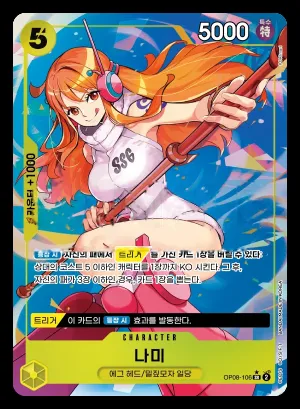 5
5000
특수
特
카운터 +1000
SSG
등장 시 자신의 패에서 트리거 를 가진 카드 1장을 버릴 수 있다:
상대의 코스트 5 이하인 캐릭터를 1장까지 KO 시킨다. 그 후,
자신의 패가 3장 이하인 경우, 카드 1장을 뽑는다.
트리거 이 카드의 등장 시 효과를 발동한다.
CHARACTER
나미
에그 헤드/밀짚모자 일당
OP08-106 SR 2